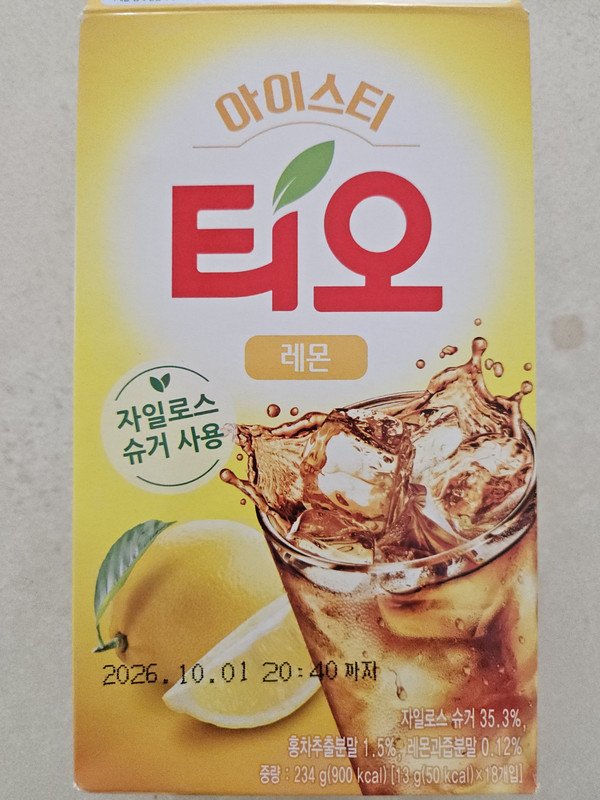 아이스티
티오
레몬
자일로스
슈거 사용
2026.10.01 20:40 까지
자일로스 슈거 35.3%,
홍차추출분말 1.5%, 레몬과즙분말 0.12%
중량 : 234 g(900 kcal) [13 g(50 kcal)×18개입]